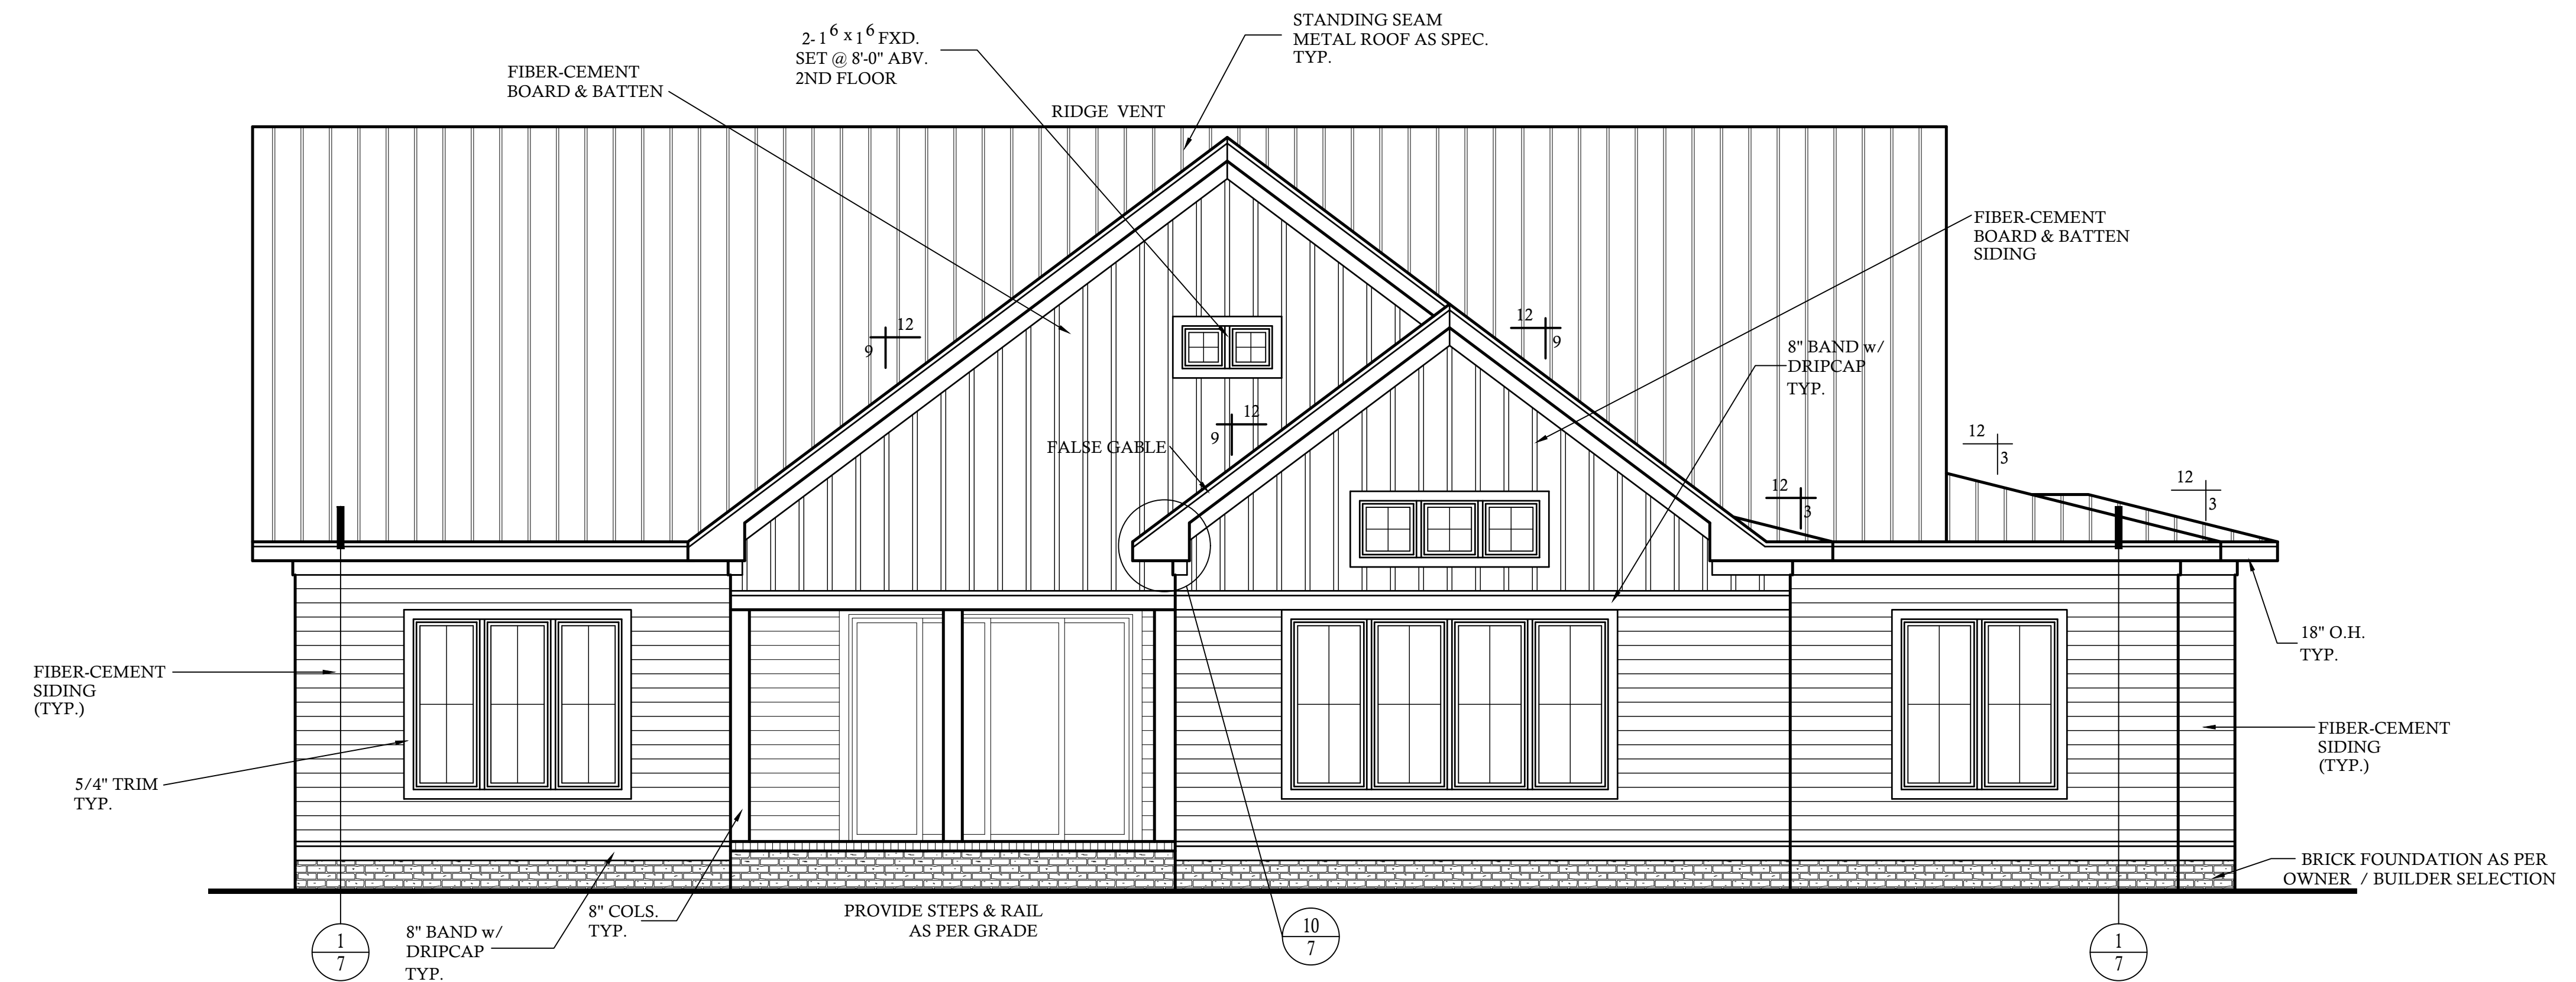 STANDING SEAM
METAL ROOF AS SPEC.
TYP.
2-1⁶ x 1⁶ FXD.
SET @ 8'-0" ABV.
2ND FLOOR
FIBER-CEMENT
BOARD & BATTEN
RIDGE VENT
FIBER-CEMENT
BOARD & BATTEN
SIDING
12
9
12
9
8" BAND w/
DRIPCAP
TYP.
12
9
FALSE GABLE
12
3
12
3
12
3
18" O.H.
TYP.
FIBER-CEMENT
SIDING
(TYP.)
FIBER-CEMENT
SIDING
(TYP.)
5/4" TRIM
TYP.
BRICK FOUNDATION AS PER
OWNER / BUILDER SELECTION
8" COLS.
TYP.
PROVIDE STEPS & RAIL
AS PER GRADE
8" BAND w/
DRIPCAP
TYP.
1
7
10
7
1
7